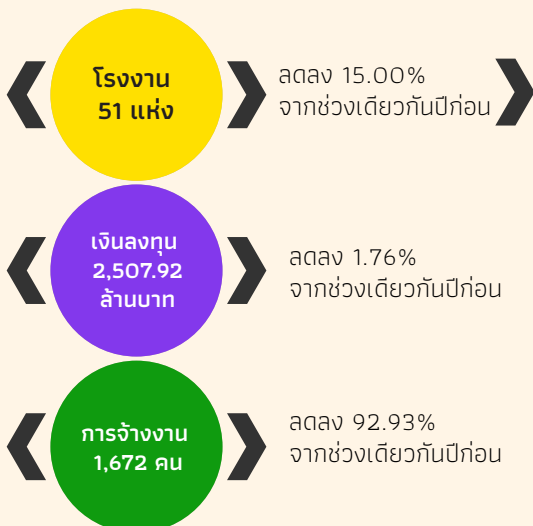 โรงงาน
51 แห่ง
ลดลง 15.00%
จากช่วงเดียวกันปีก่อน
เงินลงทุน
2,507.92
ล้านบาท
ลดลง 1.76%
จากช่วงเดียวกันปีก่อน
การจ้างงาน
1,672 คน
ลดลง 92.93%
จากช่วงเดียวกันปีก่อน